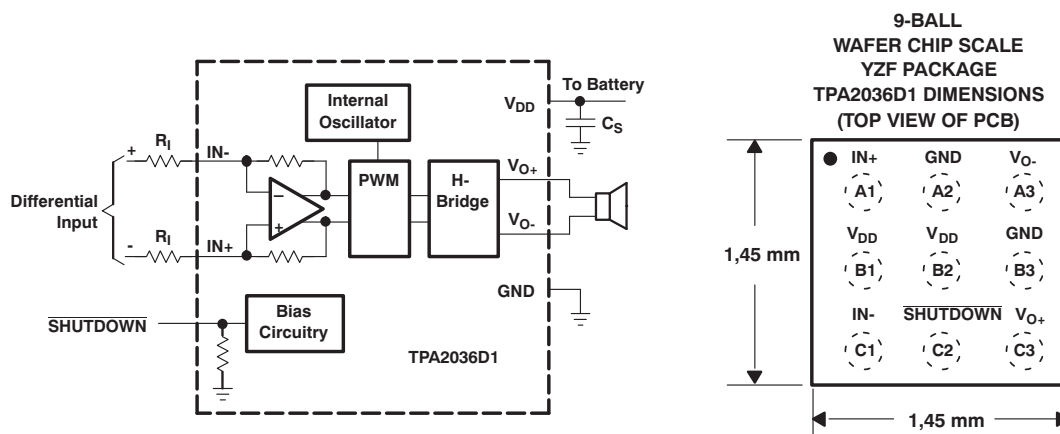 9-BALL
WAFER CHIP SCALE
YZF PACKAGE
TPA2036D1 DIMENSIONS
(TOP VIEW OF PCB)
To Battery
VDD
CS
Internal
Oscillator
RI
IN-
+
PWM
H-
Bridge
VO+
Differential
Input
−
+
VO-
-
RI
IN+
GND
SHUTDOWN
Bias
Circuitry
TPA2036D1
IN+ GND VO-
A1 A2 A3
VDD VDD GND
1,45 mm
B1 B2 B3
IN- SHUTDOWN VO+
C1 C2 C3
1,45 mm